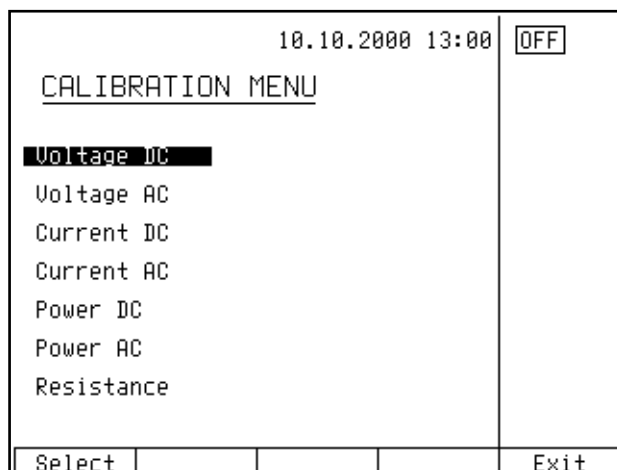 10.10.2000 13:00 OFF
CALIBRATION MENU
Voltage DC
Voltage AC
Current DC
Current AC
Power DC
Power AC
Resistance
Select Exit